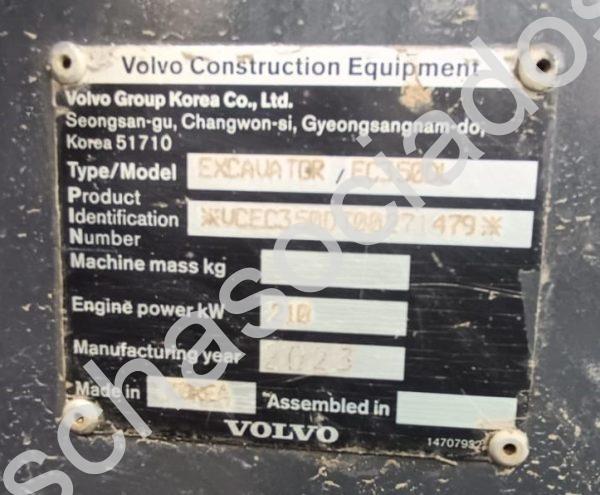 Volvo Construction Equipment
Volvo Group Korea Co., Ltd.
Seongsan-gu, Changwon-si, Gyeongsangnam-do,
Korea 51710
Type/Model EXCAVATOR, EC350DL
Product
Identification
Number
Machine mass kg
Engine power kW 210
Manufacturing year 2023
Made in KOREA Assembled in
VOLVO